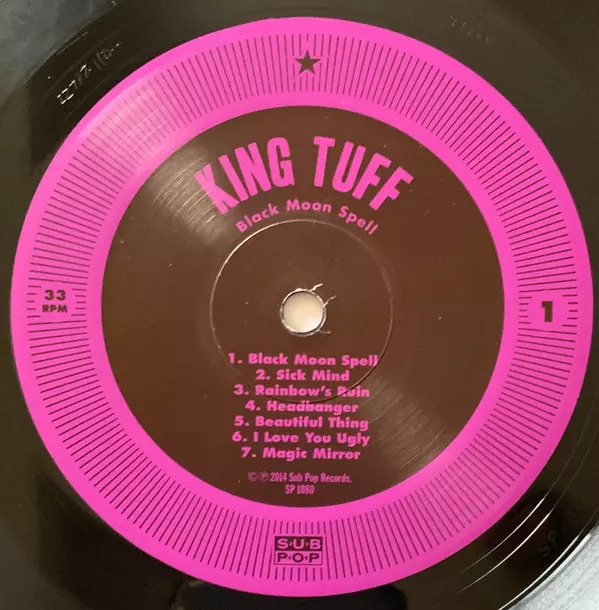 KING TUFF
Black Moon Spell
33
RPM
1
1. Black Moon Spell
2. Sick Mind
3. Rainbow's Ruin
4. Headbanger
5. Beautiful Thing
6. I Love You Ugly
7. Magic Mirror
©℗ 2014 Sub Pop Records.
SP 1080
SUB
POP